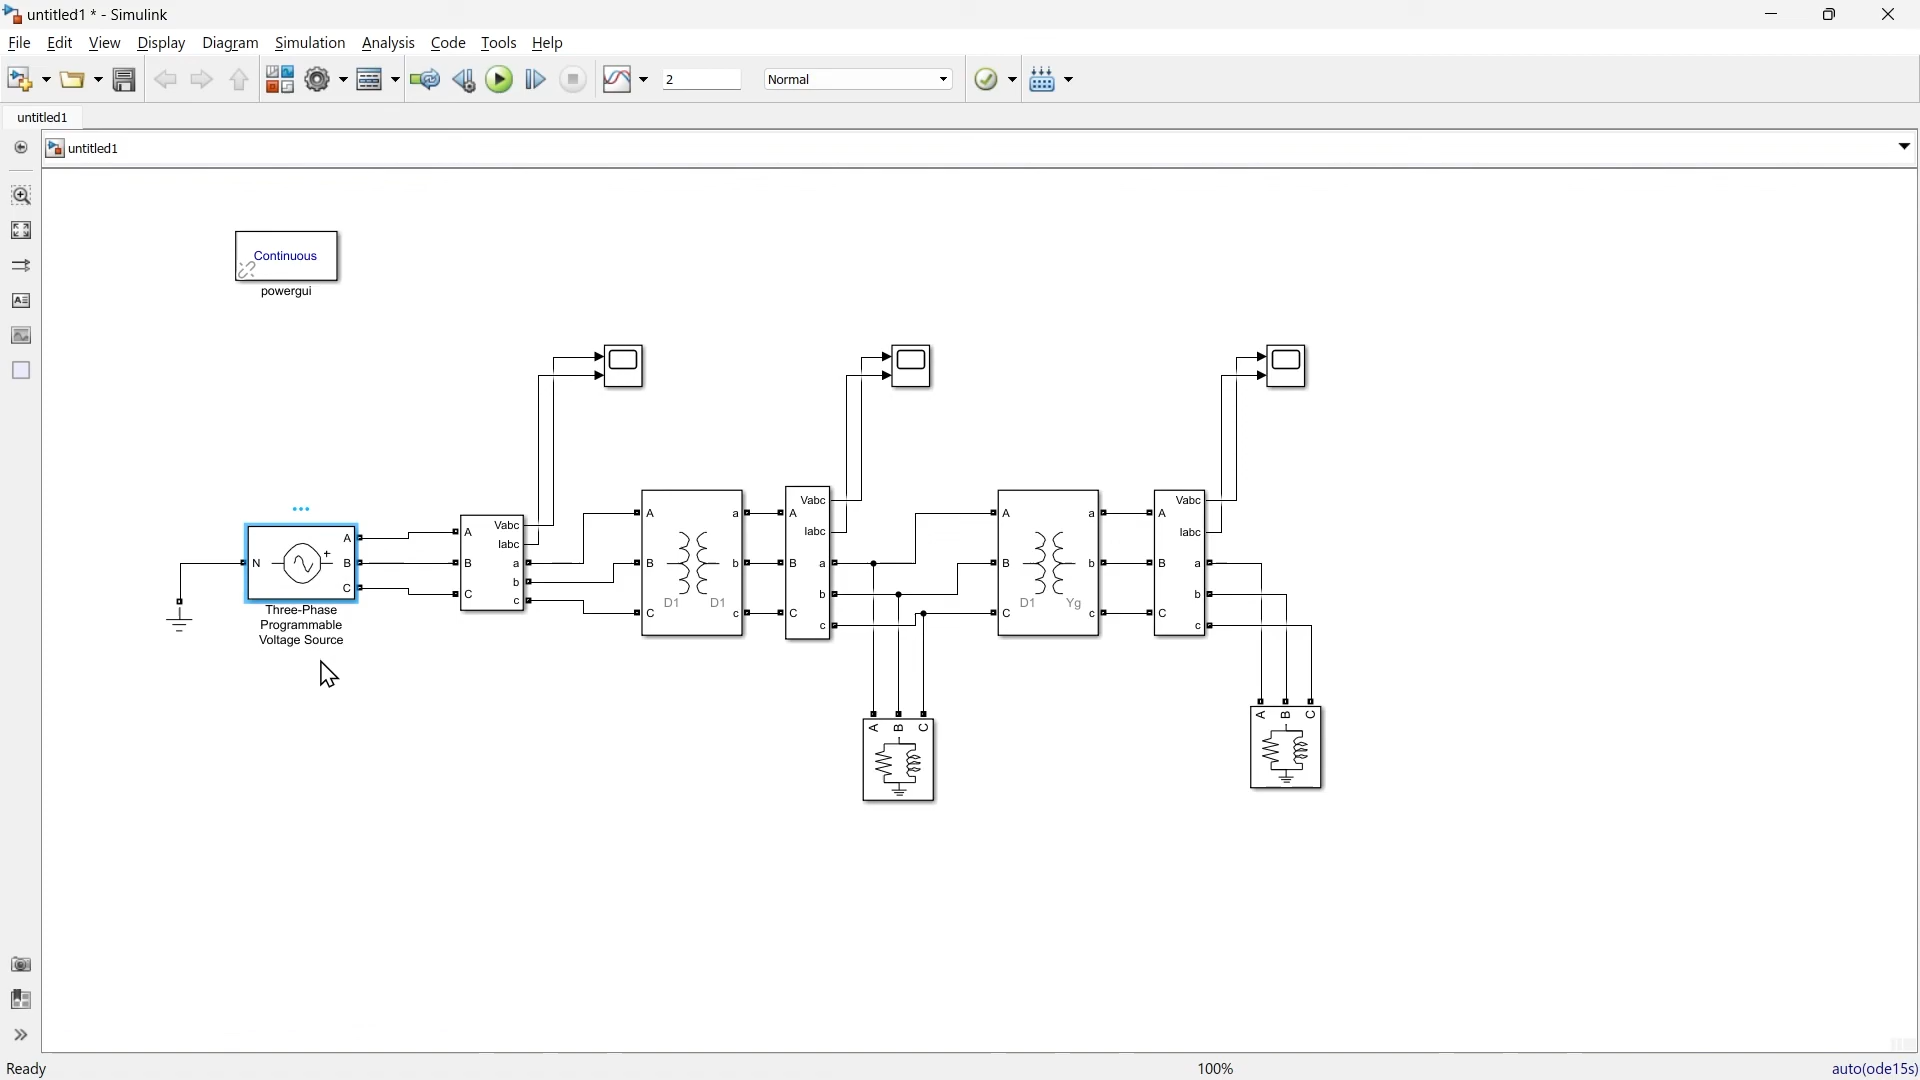 untitled1 * - Simulink
File Edit View Display Diagram Simulation Analysis Code Tools Help
2 Normal
untitled1
untitled1
Continuous
powergui
N A B C +
Three-Phase
Programmable
Voltage Source
A B C Vabc Iabc a b c
A B C a b c D1 D1
A B C Vabc Iabc a b c
A B C a b c D1 Yg
A B C Vabc Iabc a b c
A B C
A B C
Ready 100% auto(ode15s)